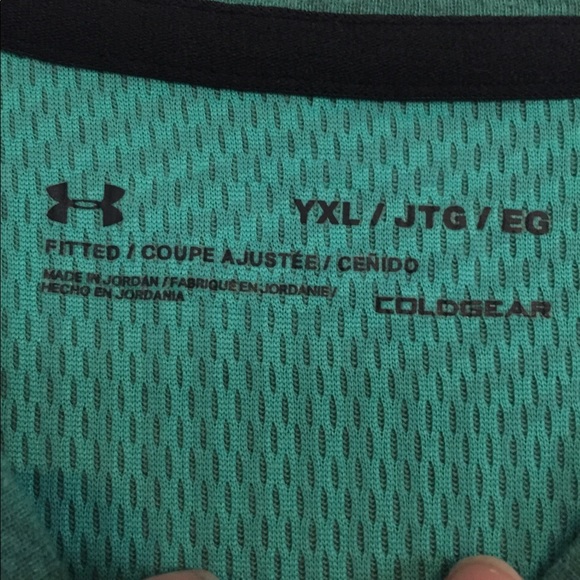 YXL / JTG / EG
FITTED / COUPE AJUSTÉE / CEÑIDO
MADE IN JORDAN / FABRIQUÉ EN JORDANIE /
HECHO EN JORDANIA
COLDGEAR